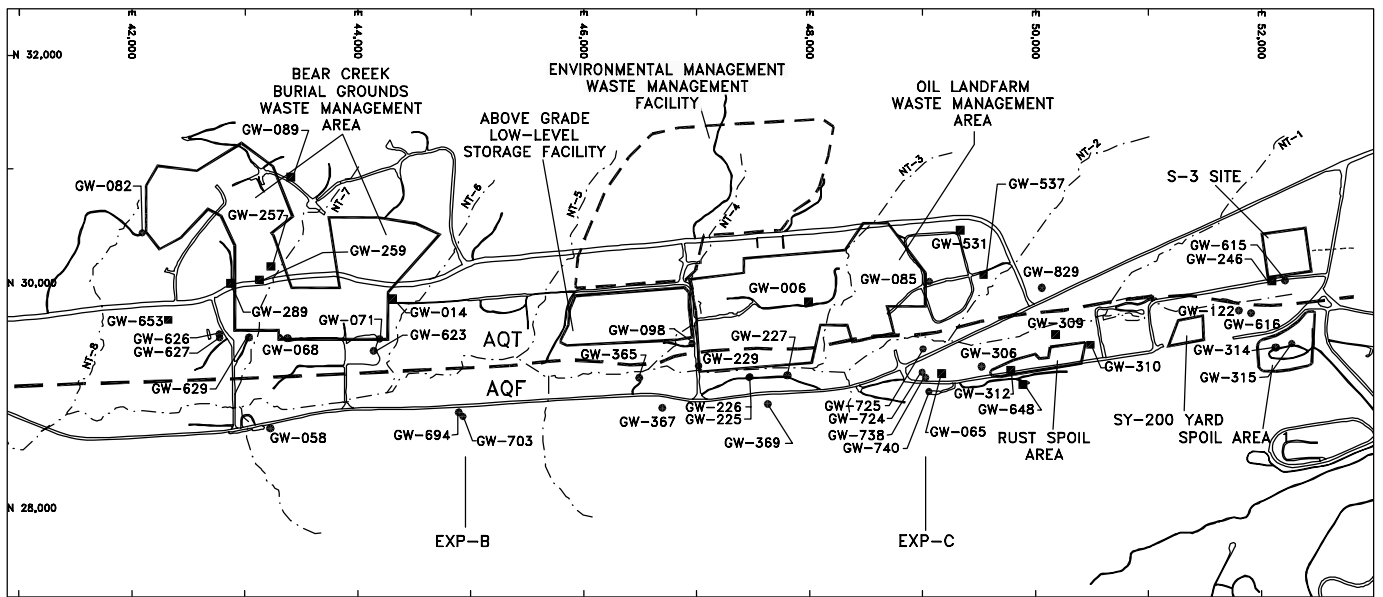 E 42,000
E 44,000
E 46,000
E 48,000
E 50,000
E 52,000
N 32,000
BEAR CREEK
BURIAL GROUNDS
WASTE MANAGEMENT
AREA
ENVIRONMENTAL MANAGEMENT
WASTE MANAGEMENT
FACILITY
OIL LANDFARM
WASTE MANAGEMENT
AREA
ABOVE GRADE
LOW-LEVEL
STORAGE FACILITY
GW-089
GW-082
NT-7
NT-6
NT-5
NT-4
NT-3
NT-2
NT-1
S-3 SITE
GW-537
GW-257
GW-259
GW-531
GW-615
GW-246
N 30,000
GW-085
GW-829
GW-006
GW-289
GW-014
GW-653
GW-071
GW-623
GW-626
GW-627
GW-068
AQT
GW-098
GW-227
GW-309
GW-122
GW-616
NT-8
GW-629
GW-365
GW-229
GW-306
GW-310
GW-314
GW-315
AQF
GW-312
GW-648
GW-058
GW-694
GW-703
GW-367
GW-226
GW-225
GW-369
GW-725
GW-724
GW-738
GW-740
GW-065
RUST SPOIL
AREA
SY-200 YARD
SPOIL AREA
N 28,000
EXP-B
EXP-C